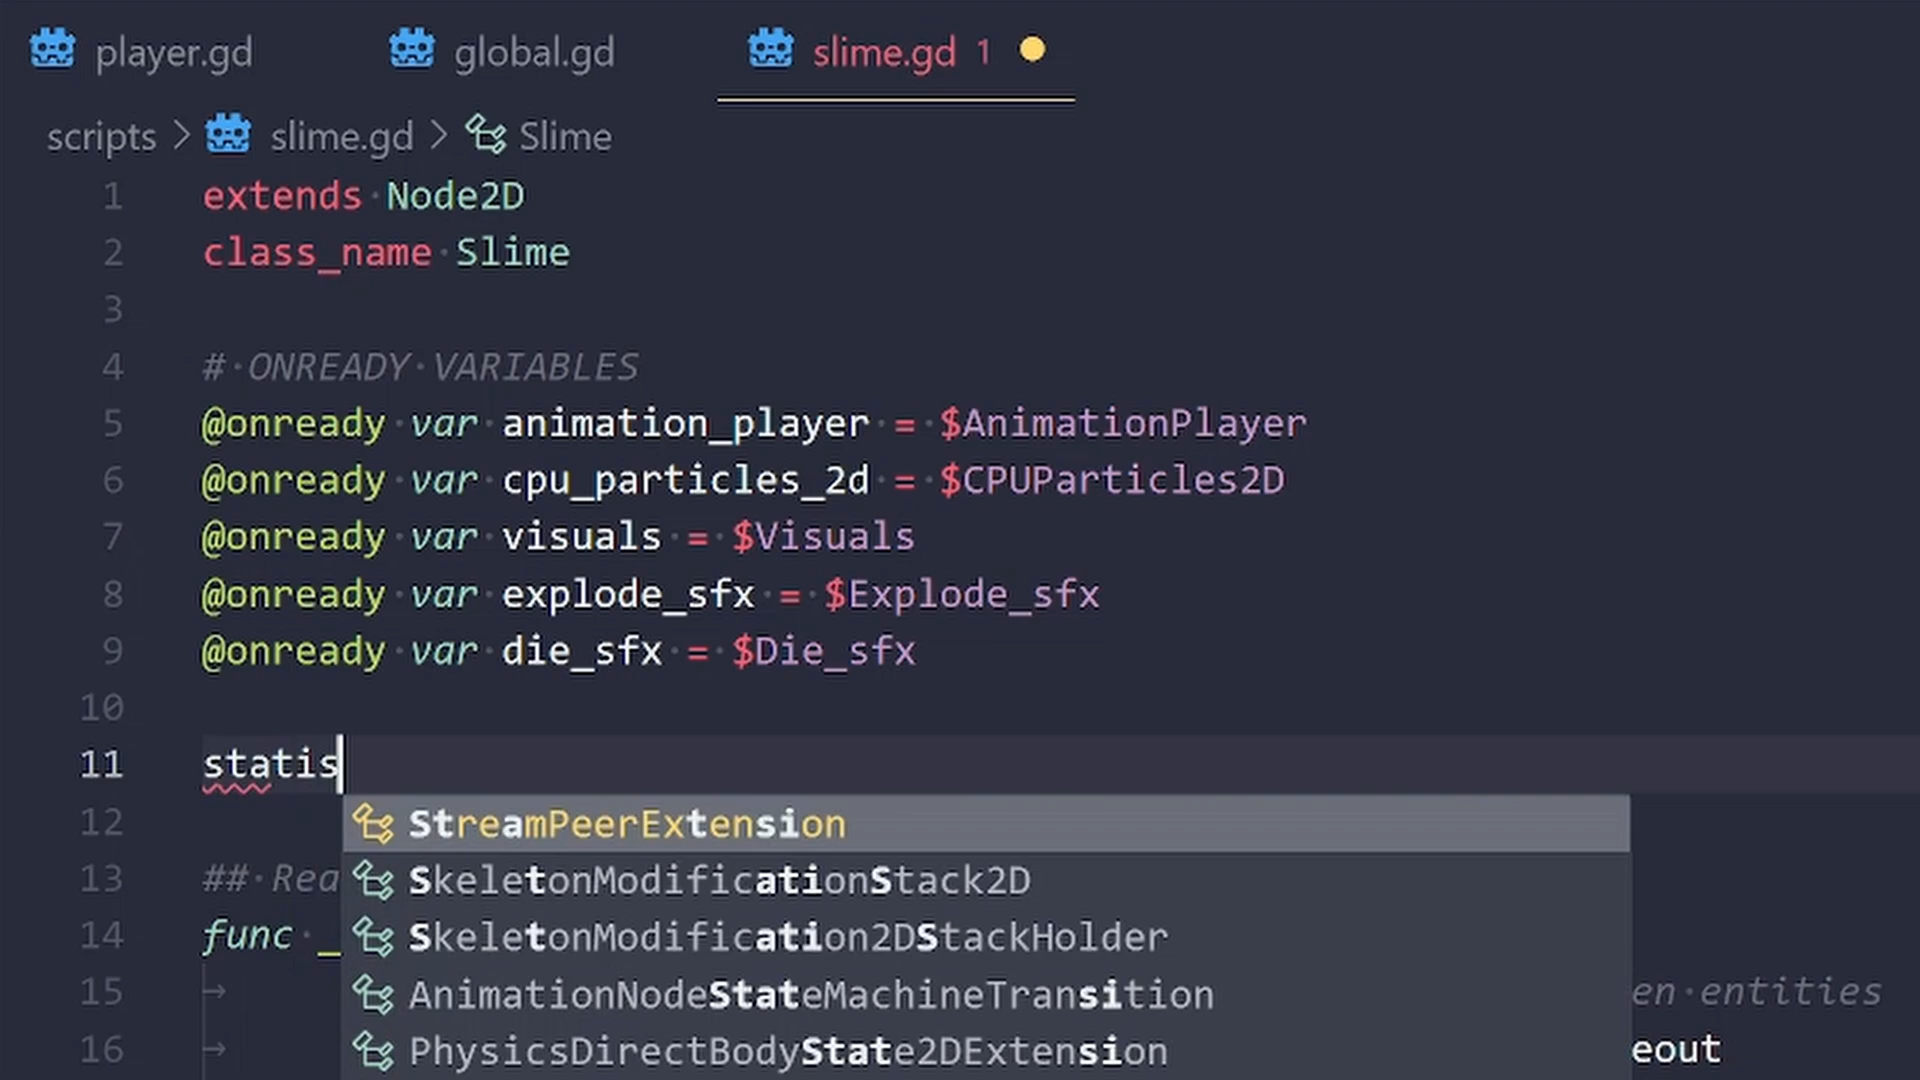 player.gd global.gd slime.gd 1
scripts > slime.gd > Slime
1 extends Node2D
2 class_name Slime
3
4 # ONREADY VARIABLES
5 @onready var animation_player = $AnimationPlayer
6 @onready var cpu_particles_2d = $CPUParticles2D
7 @onready var visuals = $Visuals
8 @onready var explode_sfx = $Explode_sfx
9 @onready var die_sfx = $Die_sfx
10
11 statis
12 StreamPeerExtension
13 ## Rea SkeletonModificationStack2D
14 func _ SkeletonModification2DStackHolder
15 AnimationNodeStateMachineTransition en entities
16 PhysicsDirectBodyState2DExtension eout